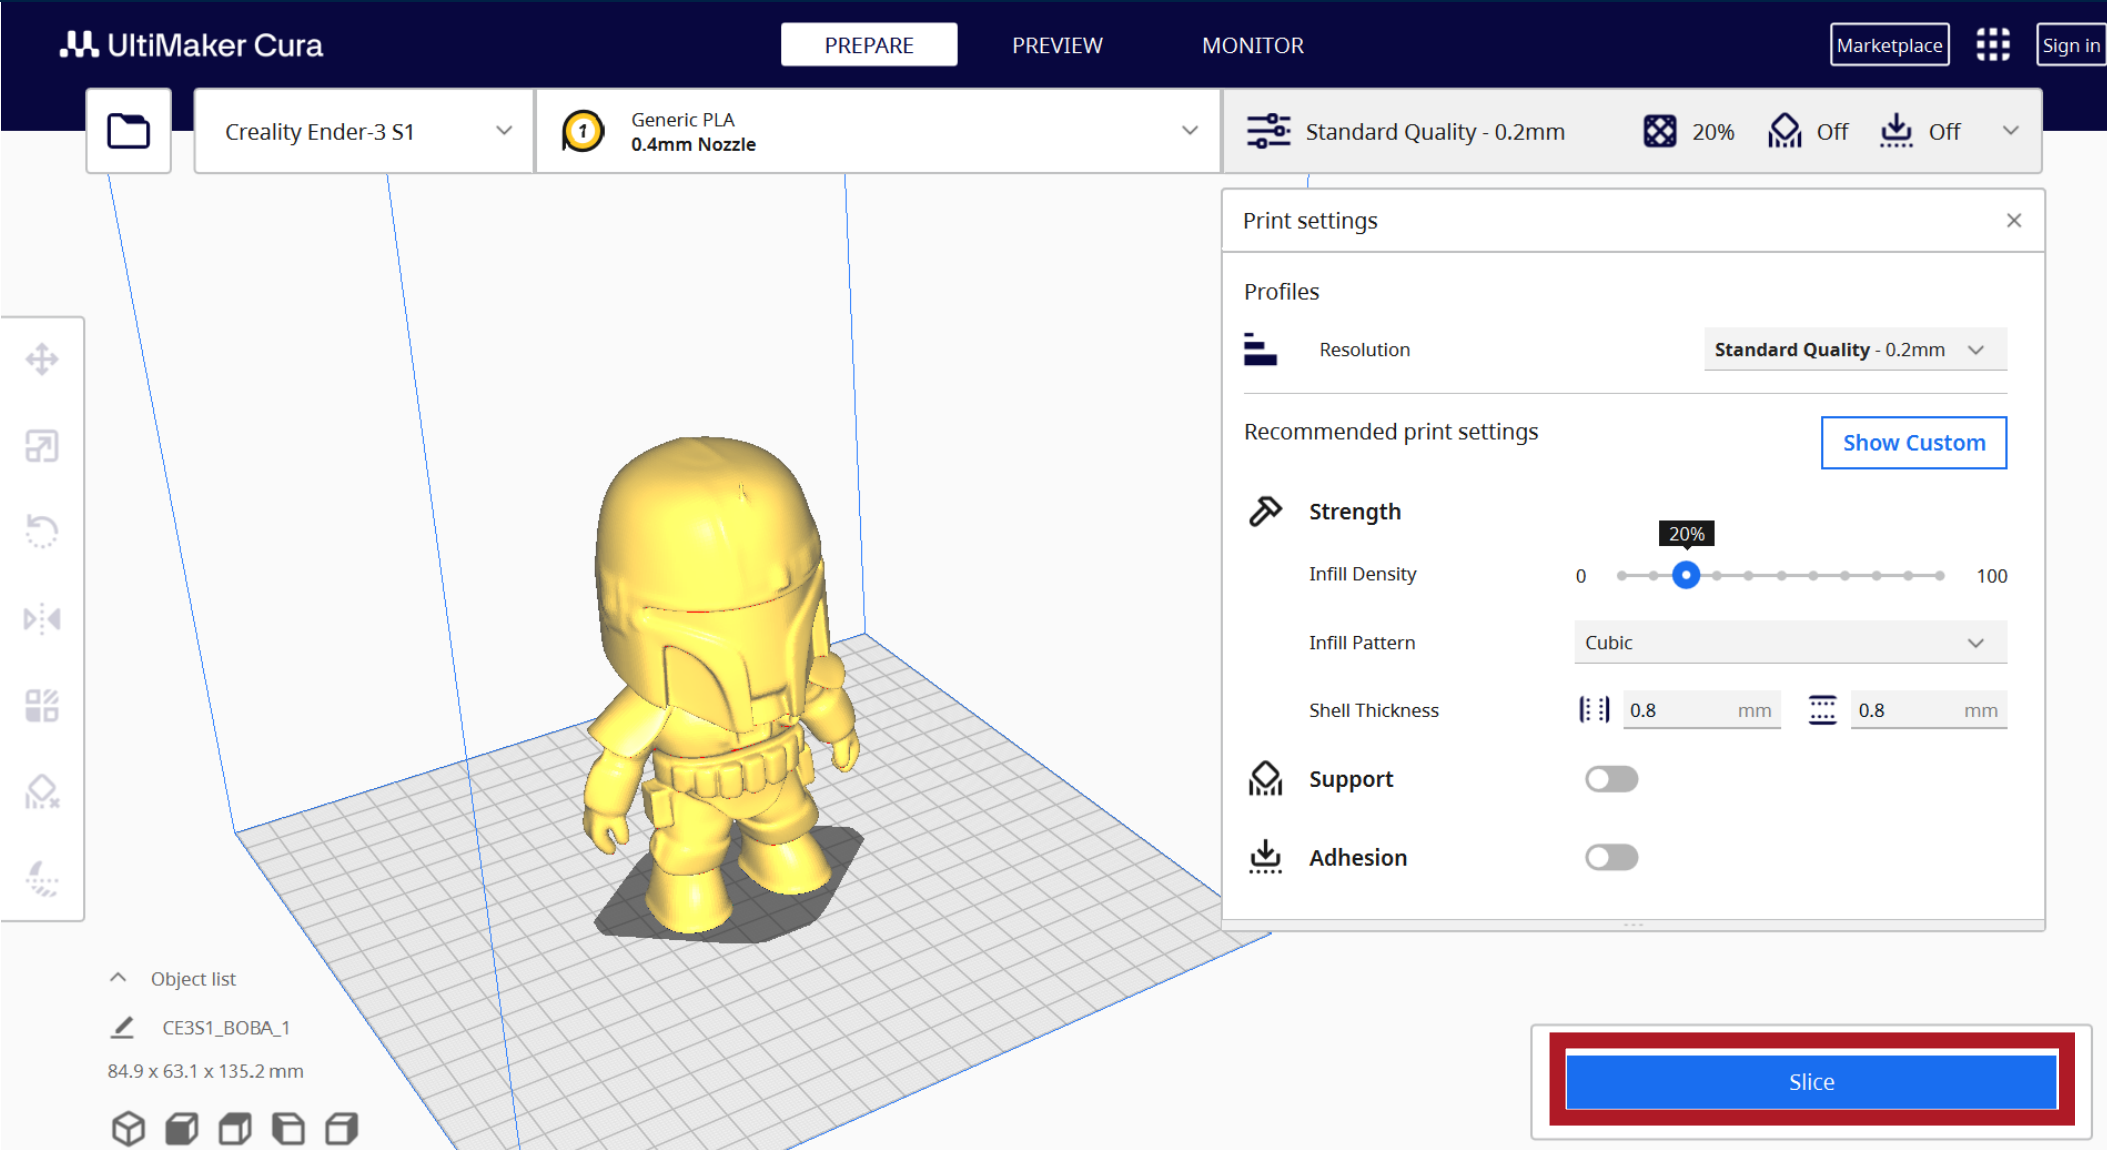 UltiMaker Cura
PREPARE
PREVIEW
MONITOR
Marketplace
Sign in
Creality Ender-3 S1
1
Generic PLA
0.4mm Nozzle
Standard Quality - 0.2mm
20%
Off
Off
Print settings
Profiles
Resolution
Standard Quality - 0.2mm
Recommended print settings
Show Custom
Strength
20%
Infill Density
0
100
Infill Pattern
Cubic
Shell Thickness
0.8 mm
0.8 mm
Support
Adhesion
Object list
CE3S1_BOBA_1
84.9 x 63.1 x 135.2 mm
Slice